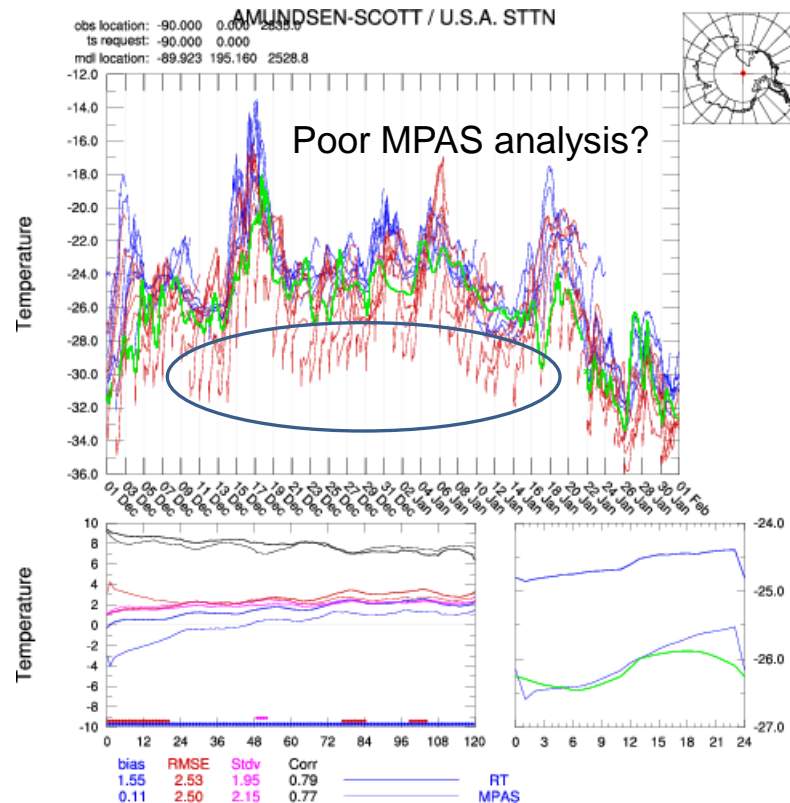 AMUNDSEN-SCOTT / U.S.A. STTN
obs location: -90.000 0.000 2835.0
ts request: -90.000 0.000
mdl location: -89.923 195.160 2528.8
Poor MPAS analysis?
Temperature
-12.0
-14.0
-16.0
-18.0
-20.0
-22.0
-24.0
-26.0
-28.0
-30.0
-32.0
-34.0
-36.0
01 Dec
03 Dec
05 Dec
07 Dec
09 Dec
11 Dec
13 Dec
15 Dec
17 Dec
19 Dec
21 Dec
23 Dec
25 Dec
27 Dec
29 Dec
31 Dec
02 Jan
04 Jan
06 Jan
08 Jan
10 Jan
12 Jan
14 Jan
16 Jan
18 Jan
20 Jan
22 Jan
24 Jan
26 Jan
28 Jan
30 Jan
01 Feb
Temperature
10
8
6
4
2
0
-2
-4
-6
-8
-10
0 12 24 36 48 60 72 84 96 108 120
-24.0
-25.0
-26.0
-27.0
0 3 6 9 12 15 18 21 24
bias RMSE Stdv Corr
1.55 2.53 1.95 0.79 RT
0.11 2.50 2.15 0.77 MPAS